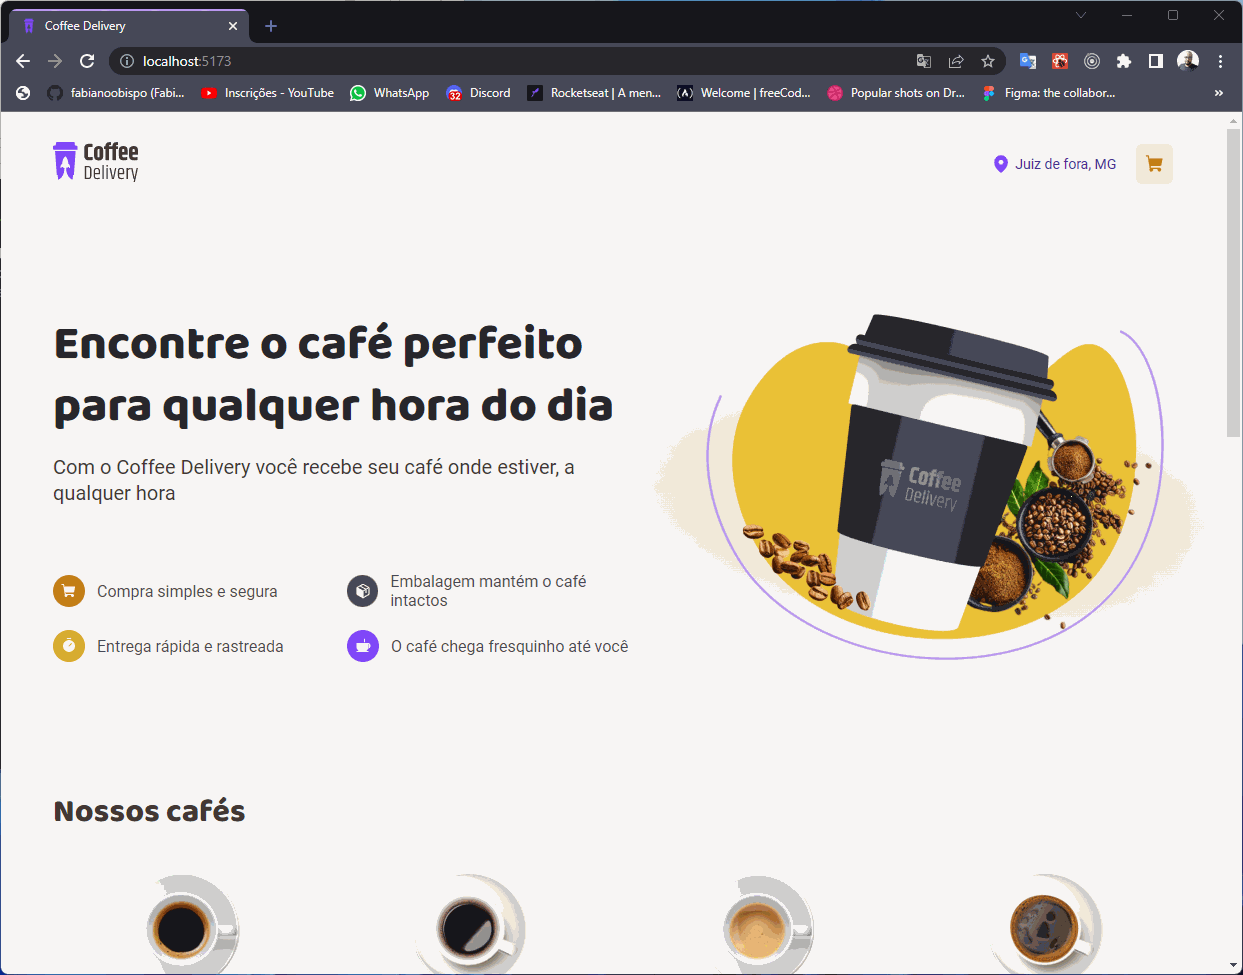 Coffee Delivery
localhost:5173
fabianoobispo (Fabi...
Inscrições - YouTube
WhatsApp
32
Discord
Rocketseat | A men...
Welcome | freeCod...
Popular shots on Dr...
Figma: the collabor...
»
Coffee
Delivery
Juiz de fora, MG
Encontre o café perfeito
para qualquer hora do dia
Com o Coffee Delivery você recebe seu café onde estiver, a
qualquer hora
Coffee
Delivery
Compra simples e segura
Embalagem mantém o café
intactos
Entrega rápida e rastreada
O café chega fresquinho até você
Nossos cafés